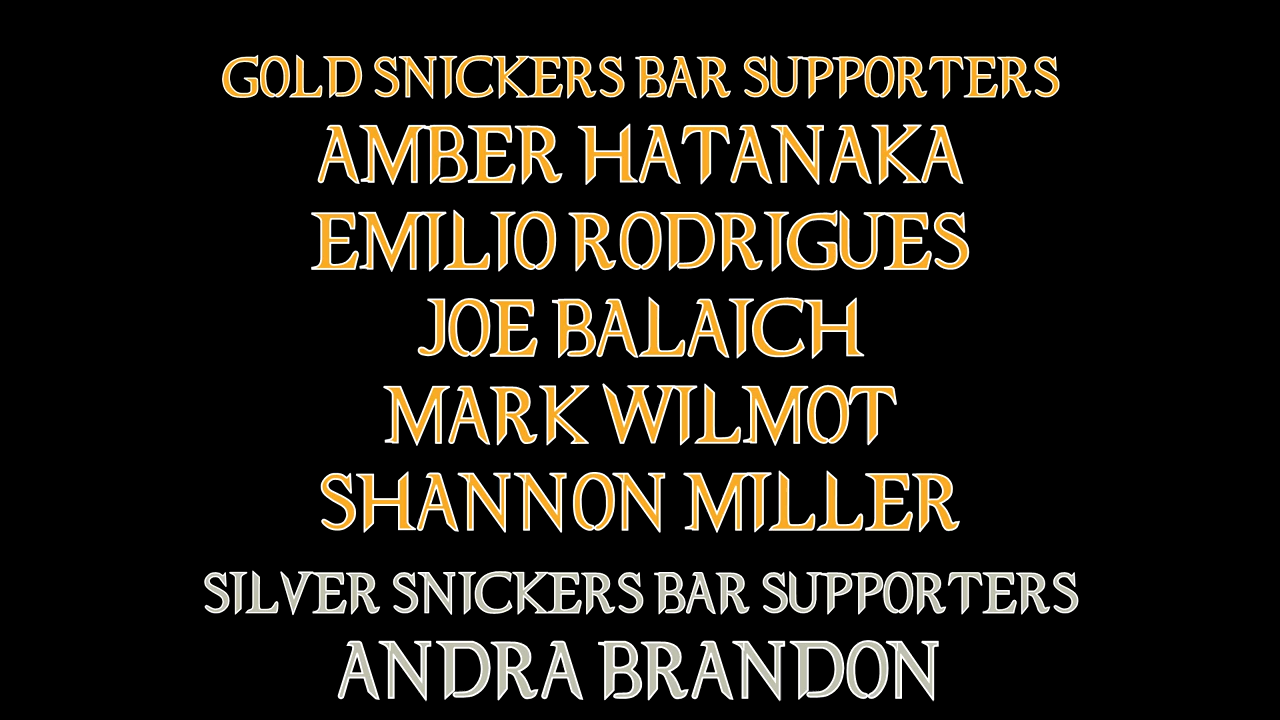 GOLD SNICKERS BAR SUPPORTERS
AMBER HATANAKA
EMILIO RODRIGUES
JOE BALAICH
MARK WILMOT
SHANNON MILLER
SILVER SNICKERS BAR SUPPORTERS
ANDRA BRANDON